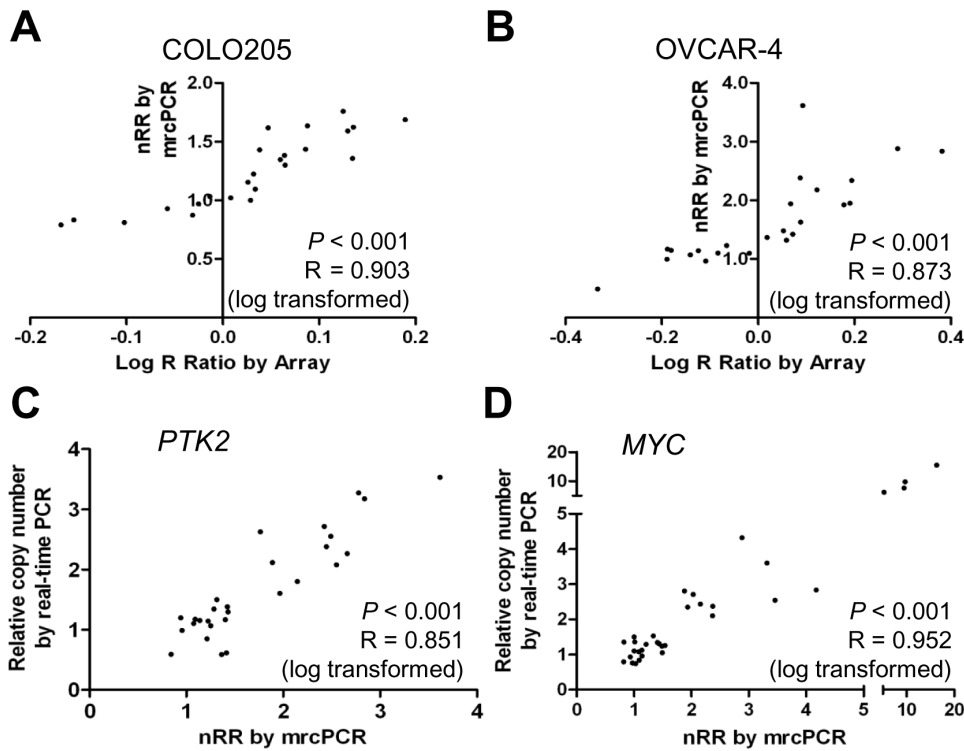 A
COLO205
nRR by
mrcPCR
2.0
1.5
1.0
0.5
P < 0.001
R = 0.903
(log transformed)
-0.2 -0.1 0.0 0.1 0.2
Log R Ratio by Array
B
OVCAR-4
nRR by mrcPCR
4.0
3.0
2.0
1.0
P < 0.001
R = 0.873
(log transformed)
-0.4 -0.2 0.0 0.2 0.4
Log R Ratio by Array
C
PTK2
Relative copy number
by real-time PCR
4
3
2
1
0
P < 0.001
R = 0.851
(log transformed)
0 1 2 3 4
nRR by mrcPCR
D
MYC
Relative copy number
by real-time PCR
20
10
5
4
3
2
1
0
P < 0.001
R = 0.952
(log transformed)
0 1 2 3 4 5 10 20
nRR by mrcPCR